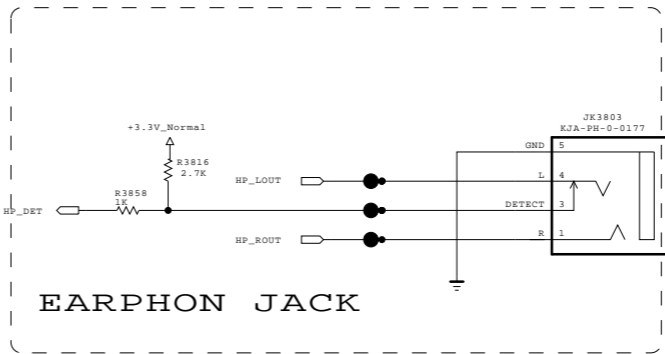 JK3803
KJA-PH-0-0177
+3.3V_Normal
GND 5
R3816
2.7K
HP_LOUT
L 4
R3858
1K
HP_DET
DETECT 3
HP_ROUT
R 1
EARPHON JACK